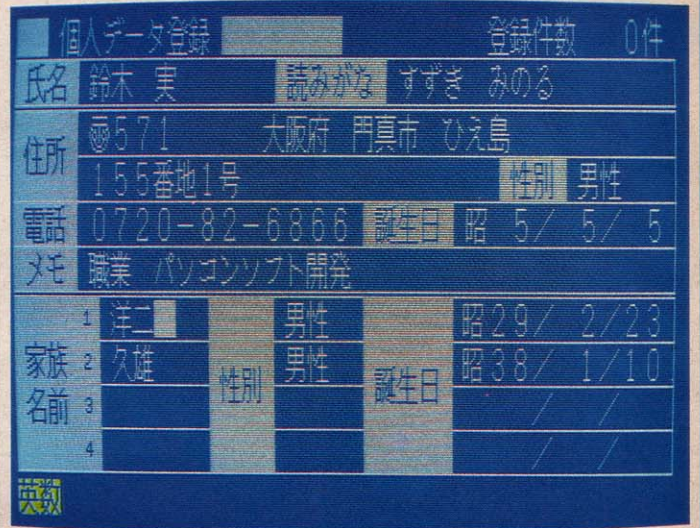 個人データ登録 登録件数 0件
氏名 鈴木 実 読みがな すずき みのる
住所 〠571 大阪府 門真市 ひえ島
155番地1号 性別 男性
電話 0720-82-6866 誕生日 昭 5/ 5/ 5
メモ 職業 パソコンソフト開発
家族名前 性別 誕生日
1 洋二 男性 昭29/ 2/23
2 久雄 男性 昭38/ 1/10
3 / /
4 / /
英数